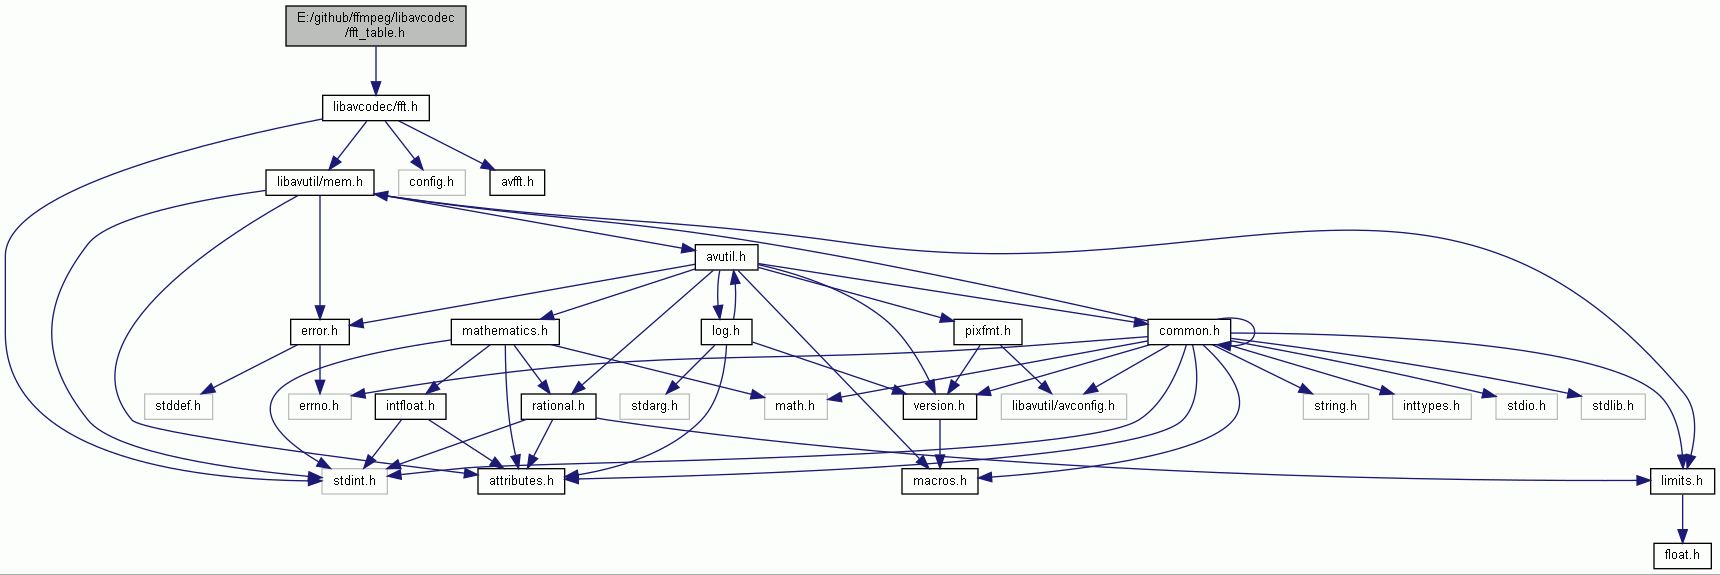 E:/github/ffmpeg/libavcodec
/fft_table.h
libavcodec/fft.h
libavutil/mem.h
config.h
avfft.h
avutil.h
error.h
mathematics.h
log.h
pixfmt.h
common.h
stddef.h
errno.h
intfloat.h
rational.h
stdarg.h
math.h
version.h
libavutil/avconfig.h
string.h
inttypes.h
stdio.h
stdlib.h
stdint.h
attributes.h
macros.h
limits.h
float.h